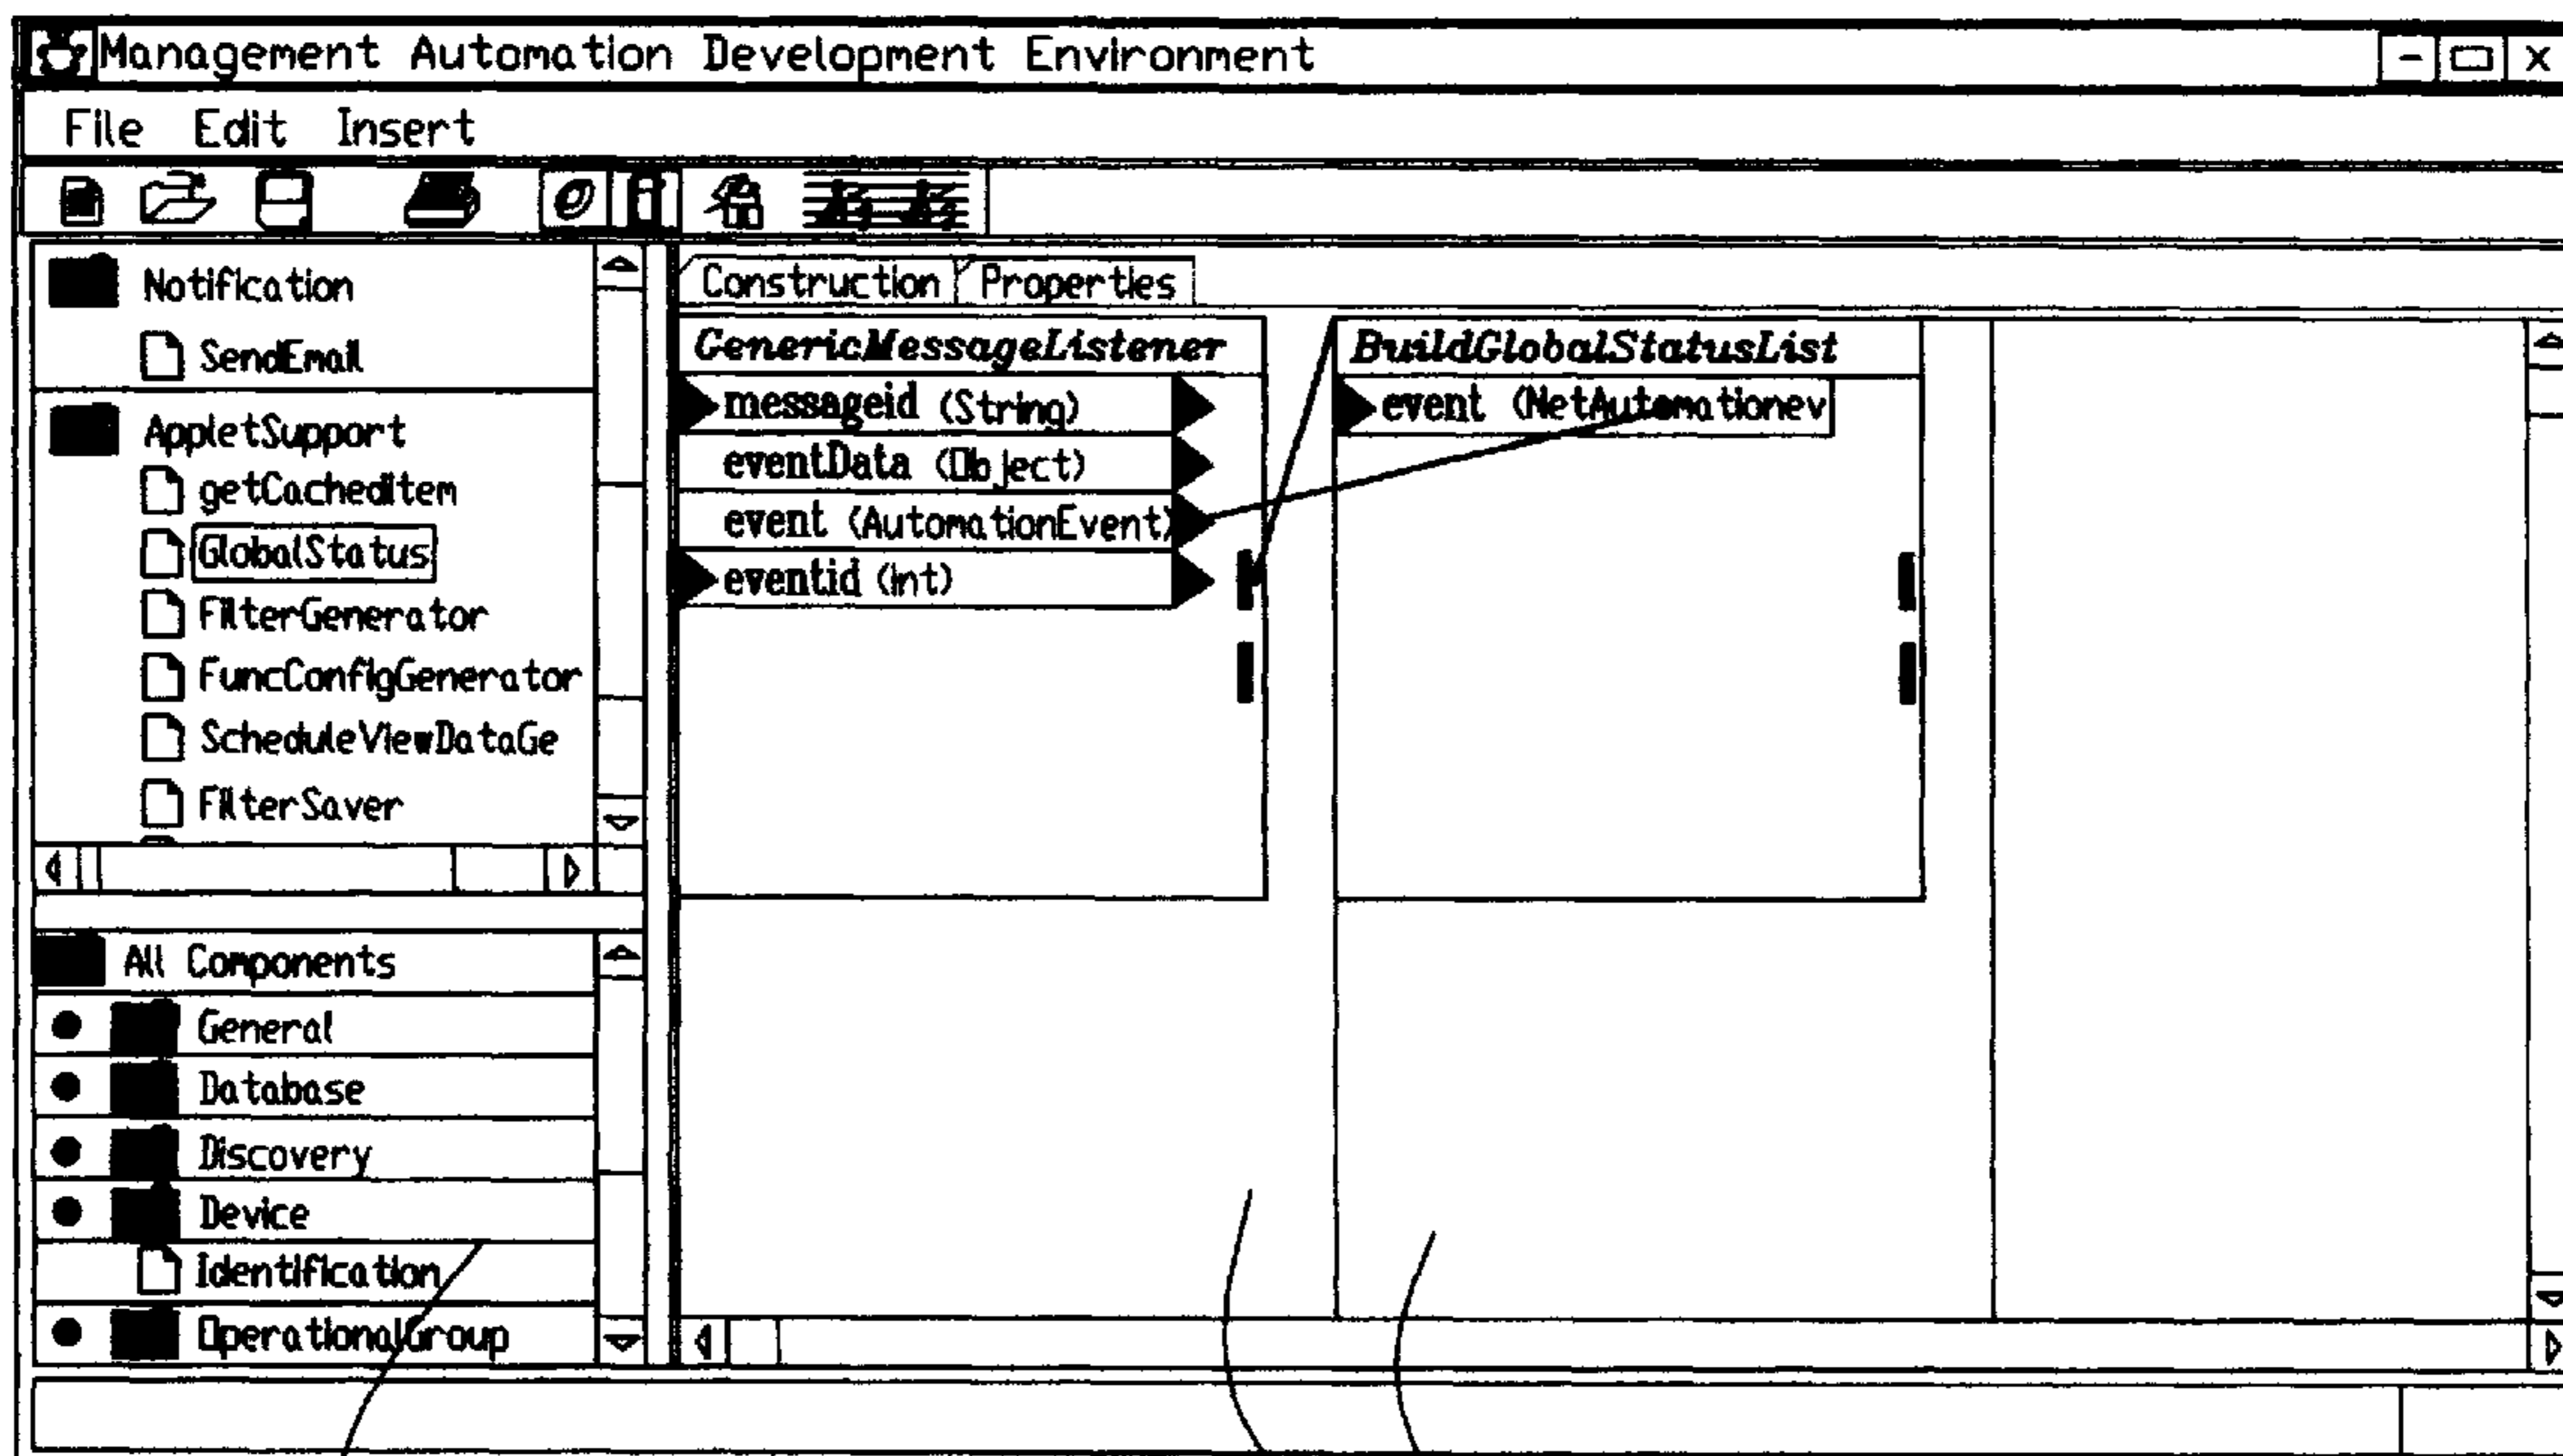 Management Automation Development Environment
File Edit Insert
Notification
SendEmail
AppletSupport
getCachedItem
GlobalStatus
FilterGenerator
FuncConfigGenerator
ScheduleViewDataGe
FilterSaver
All Components
General
Database
Discovery
Device
Identification
OperationalGroup
Construction Properties
GenericMessageListener
messageid (String)
eventData (Object)
event (AutomationEvent)
eventid (int)
BuildGlobalStatusList
event (NetAutomationev